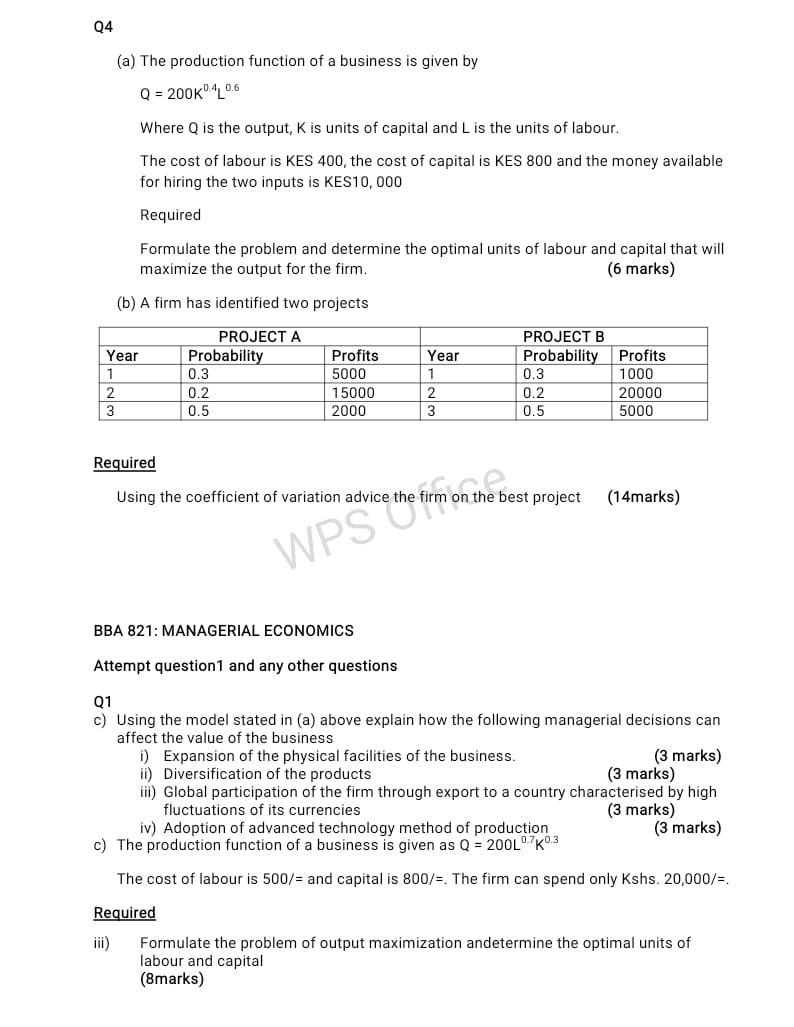 Q4
(a) The production function of a business is given by
Q = 200K^0.4L^0.6
Where Q is the output, K is units of capital and L is the units of labour.
The cost of labour is KES 400, the cost of capital is KES 800 and the money available
for hiring the two inputs is KES10, 000
Required
Formulate the problem and determine the optimal units of labour and capital that will
maximize the output for the firm. (6 marks)
(b) A firm has identified two projects
PROJECT A PROJECT B
Year Probability Profits Year Probability Profits
1 0.3 5000 1 0.3 1000
2 0.2 15000 2 0.2 20000
3 0.5 2000 3 0.5 5000
Required
Using the coefficient of variation advice the firm on the best project (14marks)
WPS Office
BBA 821: MANAGERIAL ECONOMICS
Attempt question1 and any other questions
Q1
c) Using the model stated in (a) above explain how the following managerial decisions can
affect the value of the business
i) Expansion of the physical facilities of the business. (3 marks)
ii) Diversification of the products (3 marks)
iii) Global participation of the firm through export to a country characterised by high
fluctuations of its currencies (3 marks)
iv) Adoption of advanced technology method of production (3 marks)
c) The production function of a business is given as Q = 200L^0.7K^0.3
The cost of labour is 500/= and capital is 800/=. The firm can spend only Kshs. 20,000/=.
Required
iii) Formulate the problem of output maximization andetermine the optimal units of
labour and capital
(8marks)